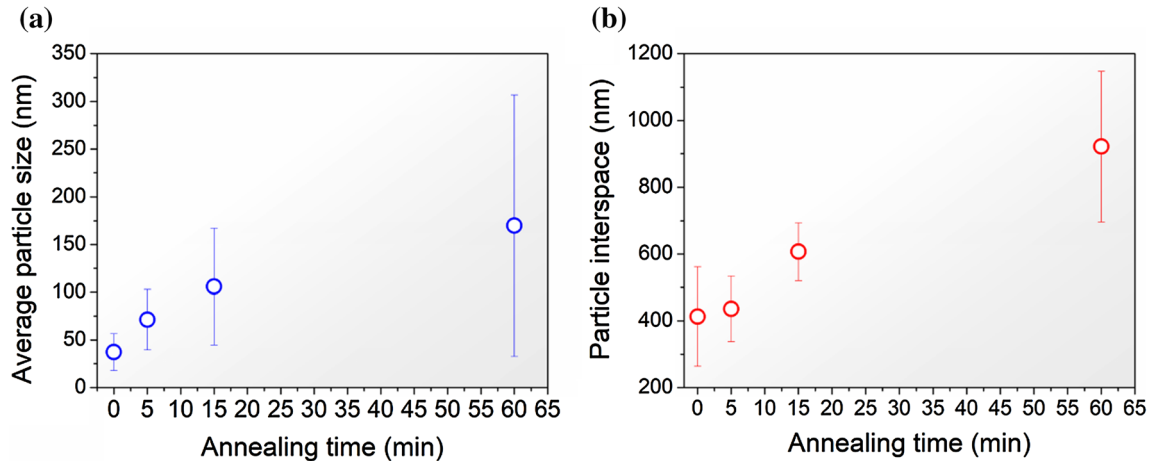 (a)
Average particle size (nm)
350
300
250
200
150
100
50
0
0 5 10 15 20 25 30 35 40 45 50 55 60 65
Annealing time (min)
(b)
Particle interspace (nm)
1200
1000
800
600
400
200
0 5 10 15 20 25 30 35 40 45 50 55 60 65
Annealing time (min)